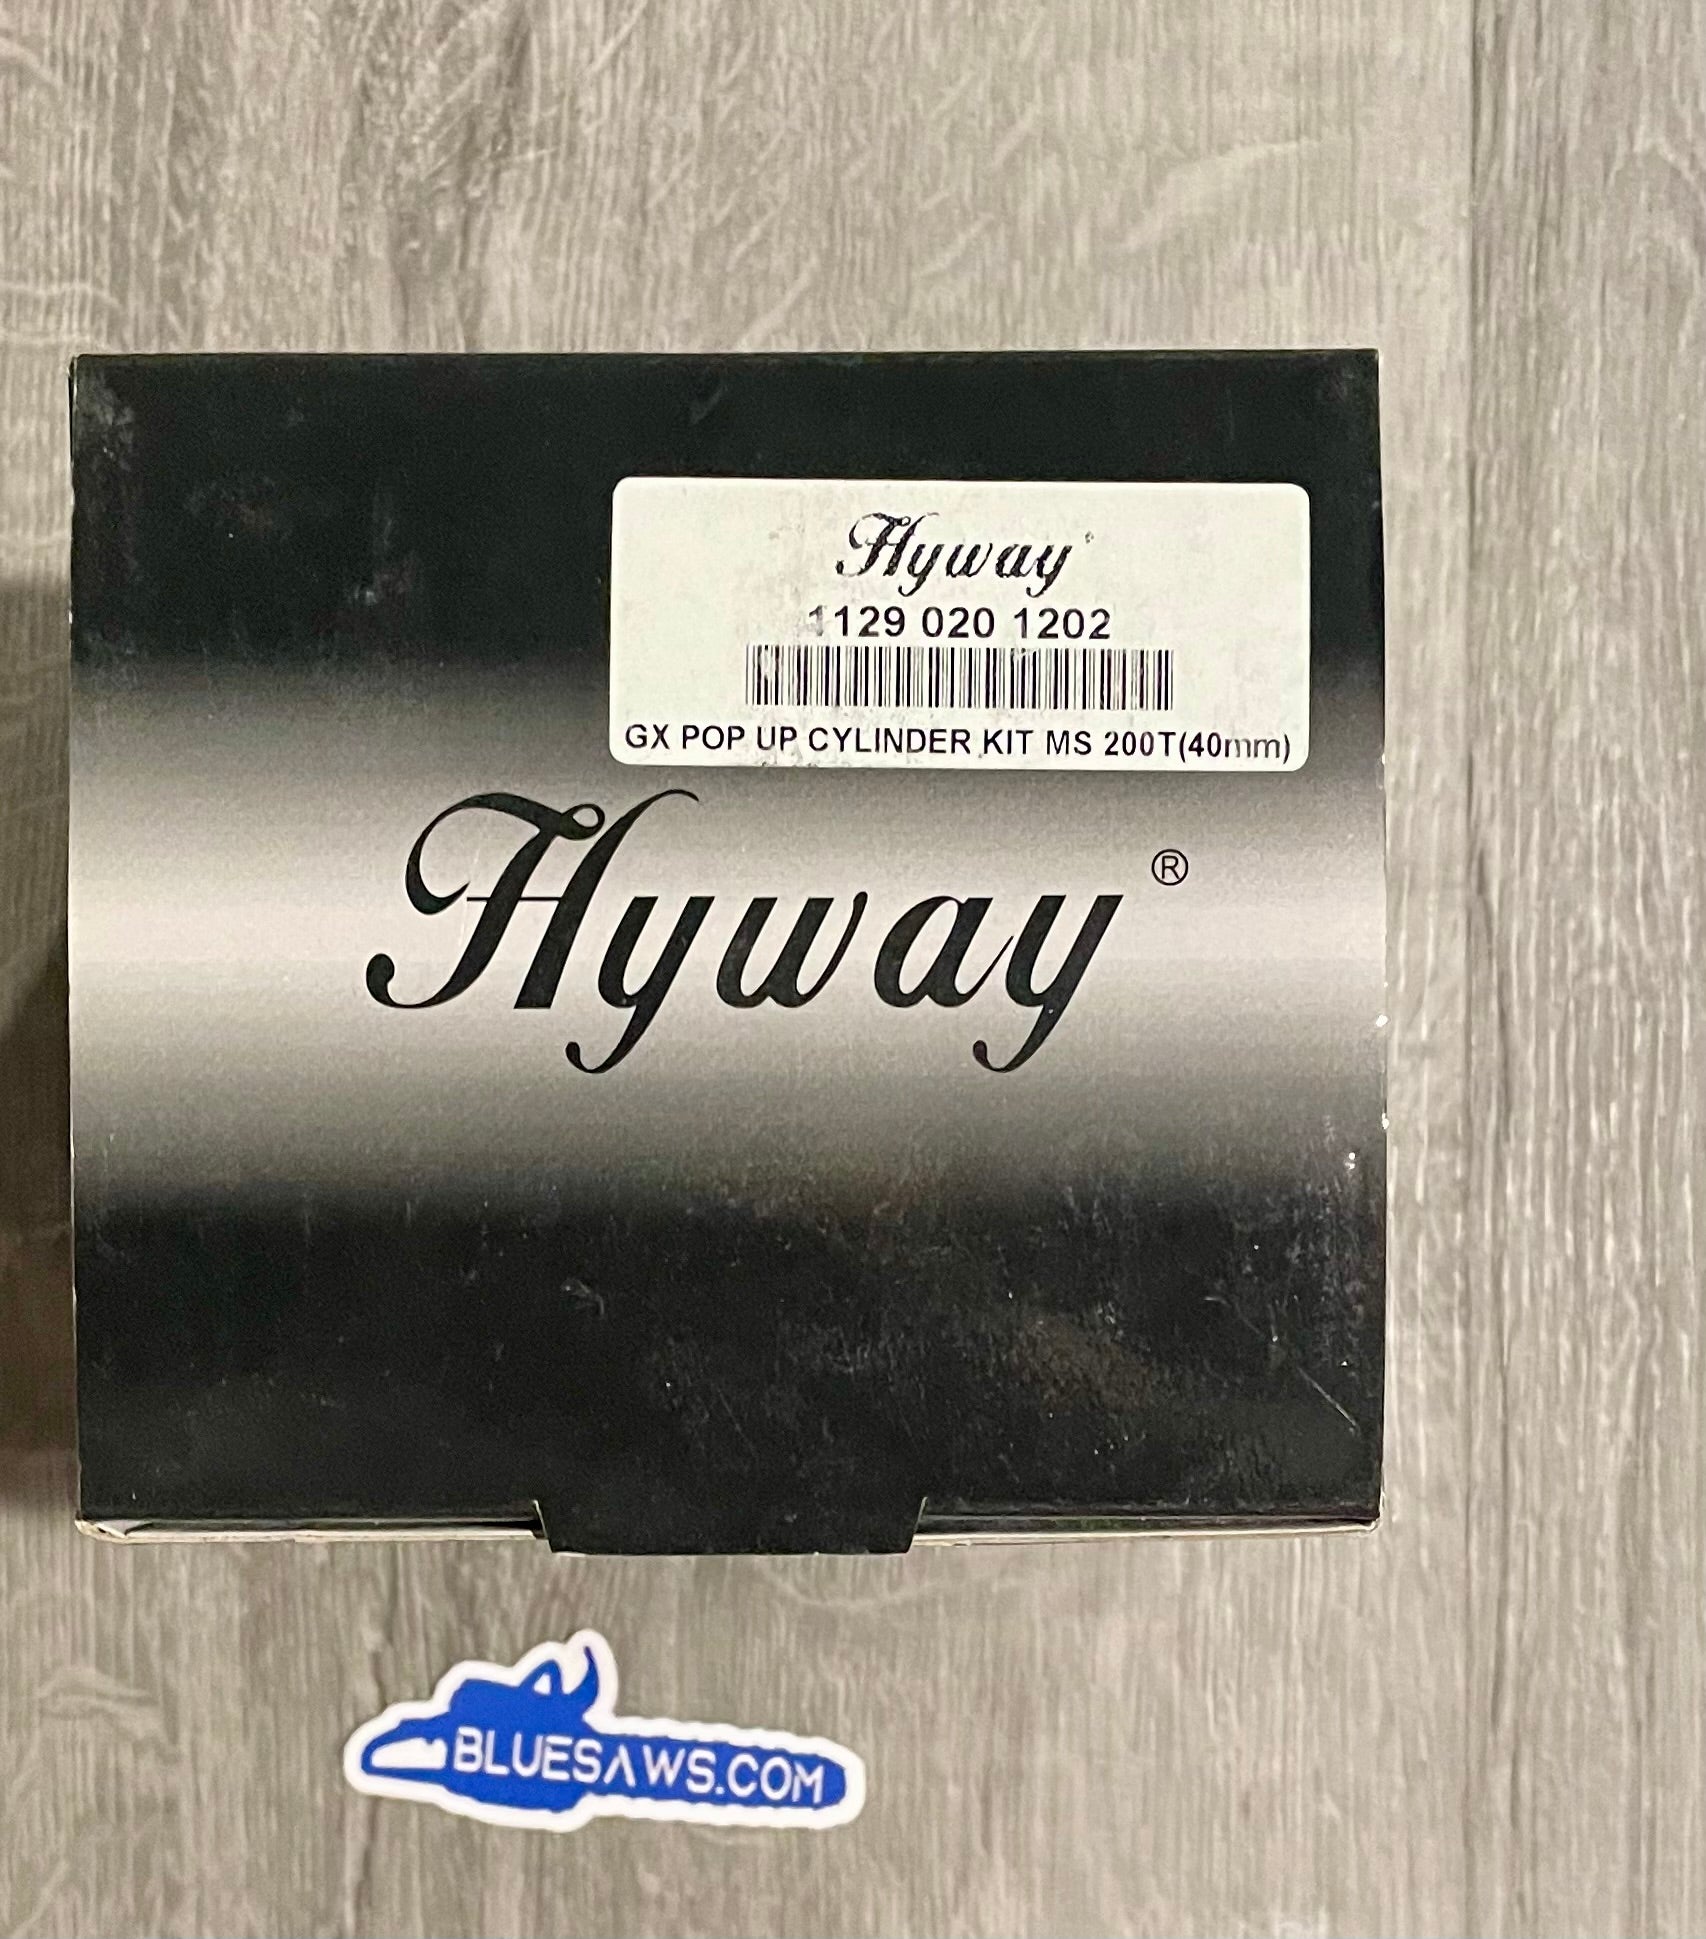 Hyway
1129 020 1202
GX POP UP CYLINDER KIT MS 200T(40mm)
Hyway®
BLUESAWS.COM